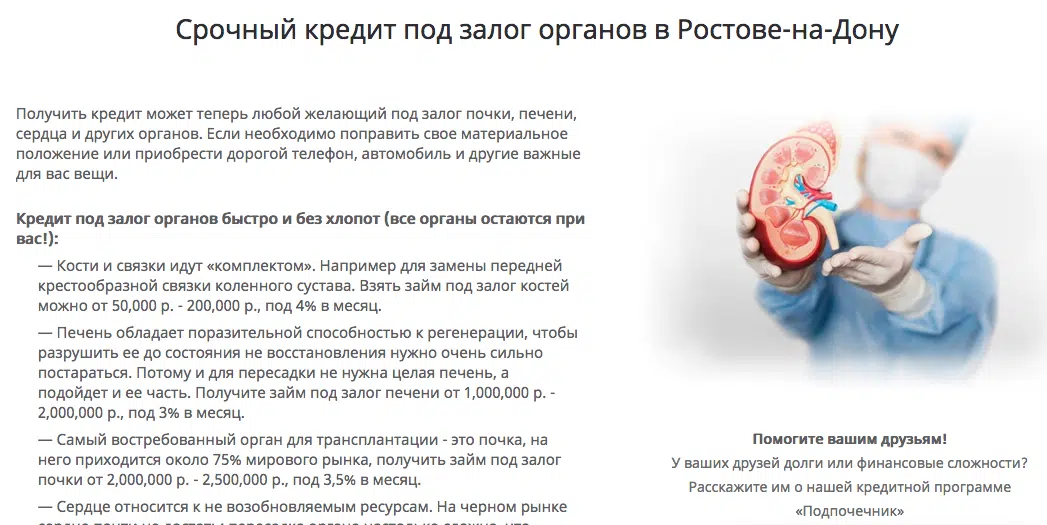 Срочный кредит под залог органов в Ростове-на-Дону
Получить кредит может теперь любой желающий под залог почки, печени,
сердца и других органов. Если необходимо поправить свое материальное
положение или приобрести дорогой телефон, автомобиль и другие важные
для вас вещи.
Кредит под залог органов быстро и без хлопот (все органы остаются при
вас!):
— Кости и связки идут «комплектом». Например для замены передней
крестообразной связки коленного сустава. Взять займ под залог костей
можно от 50,000 р. - 200,000 р., под 4% в месяц.
— Печень обладает поразительной способностью к регенерации, чтобы
разрушить ее до состояния не восстановления нужно очень сильно
постараться. Потому и для пересадки не нужна целая печень, а
подойдет и ее часть. Получите займ под залог печени от 1,000,000 р. -
2,000,000 р., под 3% в месяц.
— Самый востребованный орган для трансплантации - это почка, на
него приходится около 75% мирового рынка, получить займ под залог
почки от 2,000,000 р. - 2,500,000 р., под 3,5% в месяц.
— Сердце относится к не возобновляемым ресурсам. На черном рынке
Помогите вашим друзьям!
У ваших друзей долги или финансовые сложности?
Расскажите им о нашей кредитной программе
«Подпочечник»